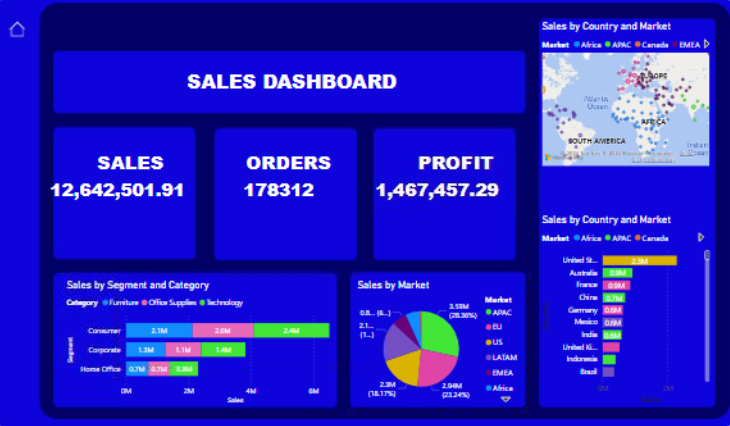 SALES DASHBOARD
SALES
12,642,501.91
ORDERS
178312
PROFIT
1,467,457.29
Sales by Segment and Category
Category Furniture Office Supplies Technology
Segment
Consumer 2.1M 2.0M 2.4M
Corporate 1.3M 1.1M 1.4M
Home Office 0.7M 0.7M 0.9M
0M 2M 4M 6M
Sales
Sales by Market
3.59M
(28.36%)
2.94M
(23.24%)
2.3M
(18.17%)
2.1...
(1...)
0.8... (6...)
Market
APAC
EU
US
LATAM
EMEA
Africa
Sales by Country and Market
Market Africa APAC Canada EMEA
EUROPE
Atlantic
Ocean
AFRICA
SOUTH AMERICA
Indian
Sales by Country and Market
Market Africa APAC Canada
United St... 2.3M
Australia 0.9M
France 0.9M
China 0.7M
Germany 0.6M
Mexico 0.6M
India 0.6M
United Ki...
Indonesia
Brazil
0M